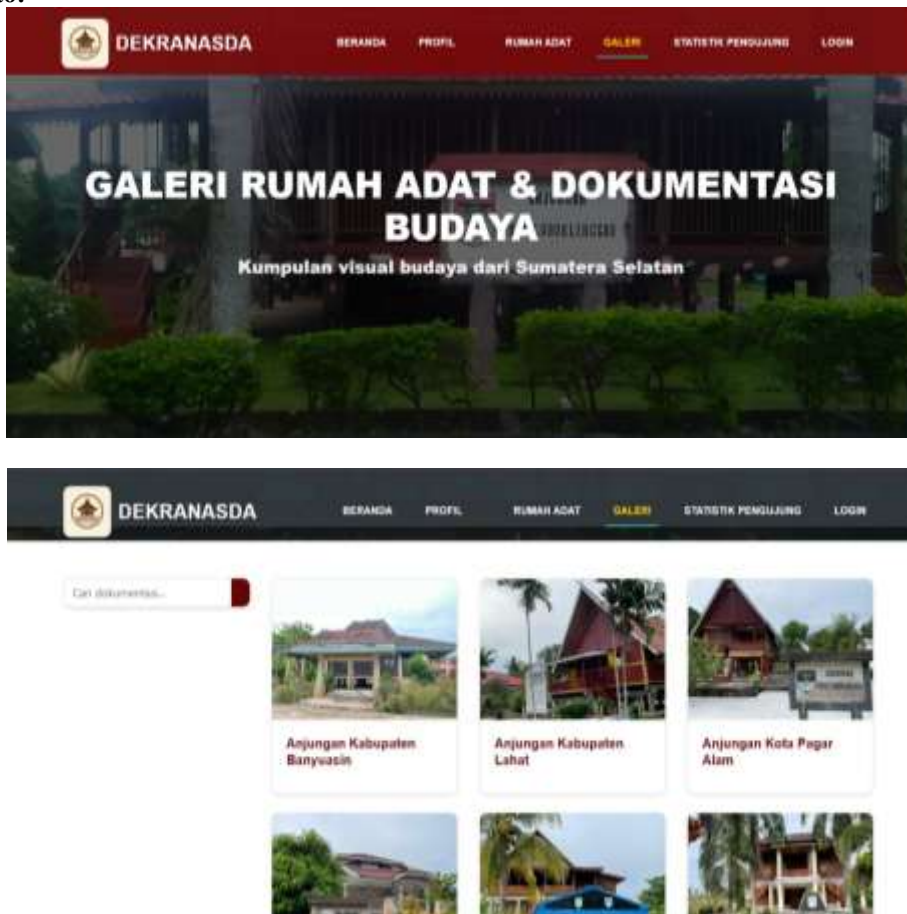 DEKRANASDA BERANDA PROFIL RUMAH ADAT GALERI STATISTIK PENGUJUNG LOGIN
GALERI RUMAH ADAT & DOKUMENTASI
BUDAYA
Kumpulan visual budaya dari Sumatera Selatan
DEKRANASDA BERANDA PROFIL RUMAH ADAT GALERI STATISTIK PENGUJUNG LOGIN
Cari dokumentasi...
Anjungan Kabupaten
Banyuasin
Anjungan Kabupaten
Lahat
Anjungan Kota Pagar
Alam